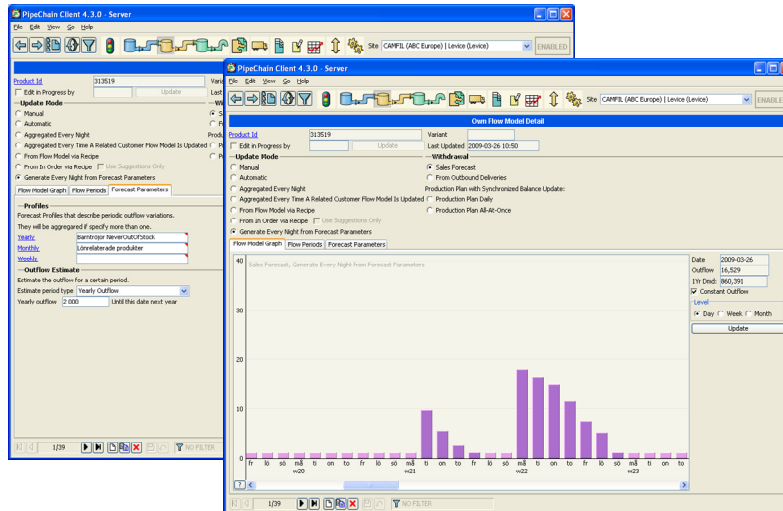 PipeChain Client 4.3.0 - Server
File Edit View Go Help
Site CAMFIL (ABC Europe) | Levice (Levice) ENABLED
Product Id 313519
Edit in Progress by Update
Update Mode
Manual
Automatic
Aggregated Every Night
Aggregated Every Time A Related Customer Flow Model Is Updated
From Flow Model via Recipe
From In Order via Recipe Use Suggestions Only
Generate Every Night from Forecast Parameters
Flow Model Graph Flow Periods Forecast Parameters
Profiles
Forecast Profiles that describe periodic outflow variations.
They will be aggregated if specify more than one.
Yearly Barntröjor NeverOutOfStock
Monthly Lönrelaterade produkter
Weekly
Outflow Estimate
Estimate the outflow for a certain period.
Estimate period type Yearly Outflow
Yearly outflow 2 000 Until this date next year
1/39 NO FILTER
PipeChain Client 4.3.0 - Server
File Edit View Go Help
Site CAMFIL (ABC Europe) | Levice (Levice) ENABLE
Own Flow Model Detail
Product Id 313519 Variant
Edit in Progress by Update Last Updated 2009-03-26 10:50
Update Mode Withdrawal
Manual Sales Forecast
Automatic From Outbound Deliveries
Aggregated Every Night Production Plan with Synchronized Balance Update:
Aggregated Every Time A Related Customer Flow Model Is Updated Production Plan Daily
From Flow Model via Recipe Production Plan All-At-Once
From In Order via Recipe Use Suggestions Only
Generate Every Night from Forecast Parameters
Flow Model Graph Flow Periods Forecast Parameters
Sales Forecast, Generate Every Night from Forecast Parameters
40
30
20
10
0
fr lö sö må ti on to fr lö sö må ti on to fr lö sö må ti on to fr lö sö må ti on to
v20 v21 v22 v23
Date 2009-03-26
Outflow 16,529
1Yr Dmd: 860,391
Constant Outflow
Level
Day Week Month
Update
?
1/39 NO FILTER